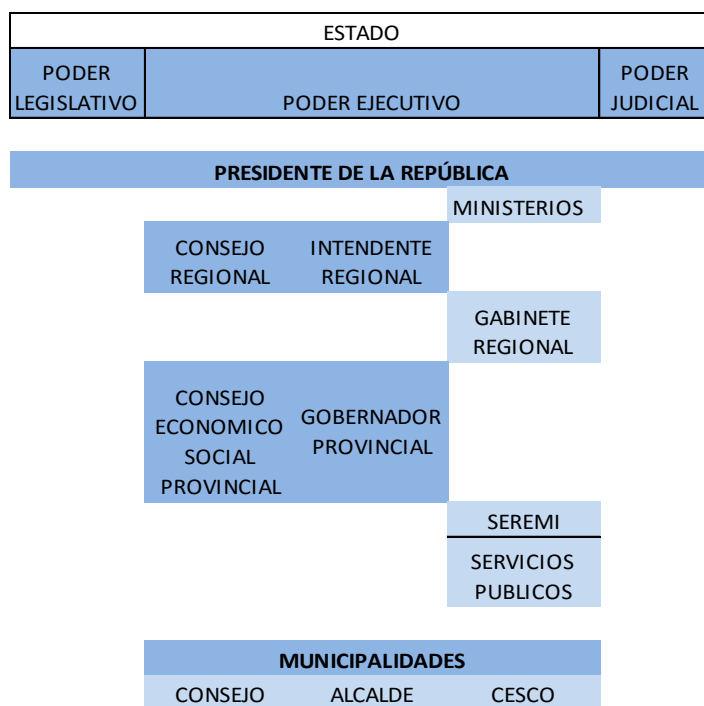 ESTADO
PODER
LEGISLATIVO
PODER EJECUTIVO
PODER
JUDICIAL
PRESIDENTE DE LA REPÚBLICA
MINISTERIOS
CONSEJO
REGIONAL
INTENDENTE
REGIONAL
GABINETE
REGIONAL
CONSEJO
ECONOMICO
SOCIAL
PROVINCIAL
GOBERNADOR
PROVINCIAL
SEREMI
SERVICIOS
PUBLICOS
MUNICIPALIDADES
CONSEJO
ALCALDE
CESCO